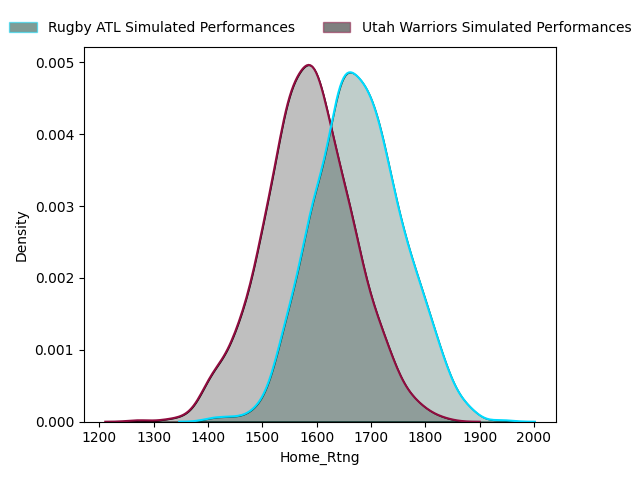 Rugby ATL Simulated Performances Utah Warriors Simulated Performances
0.005
0.004
0.003
0.002
0.001
0.000
Density
1200 1300 1400 1500 1600 1700 1800 1900 2000
Home_Rtng